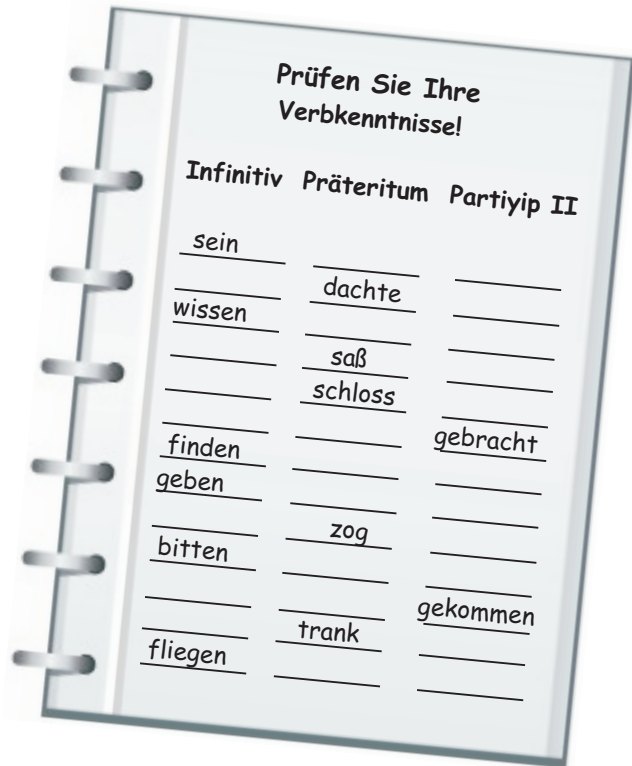 Prüfen Sie Ihre
Verbkenntnisse!
Infinitiv Präteritum Partiyip II
sein
dachte
wissen
saß
schloss
gebracht
finden
geben
zog
bitten
gekommen
trank
fliegen